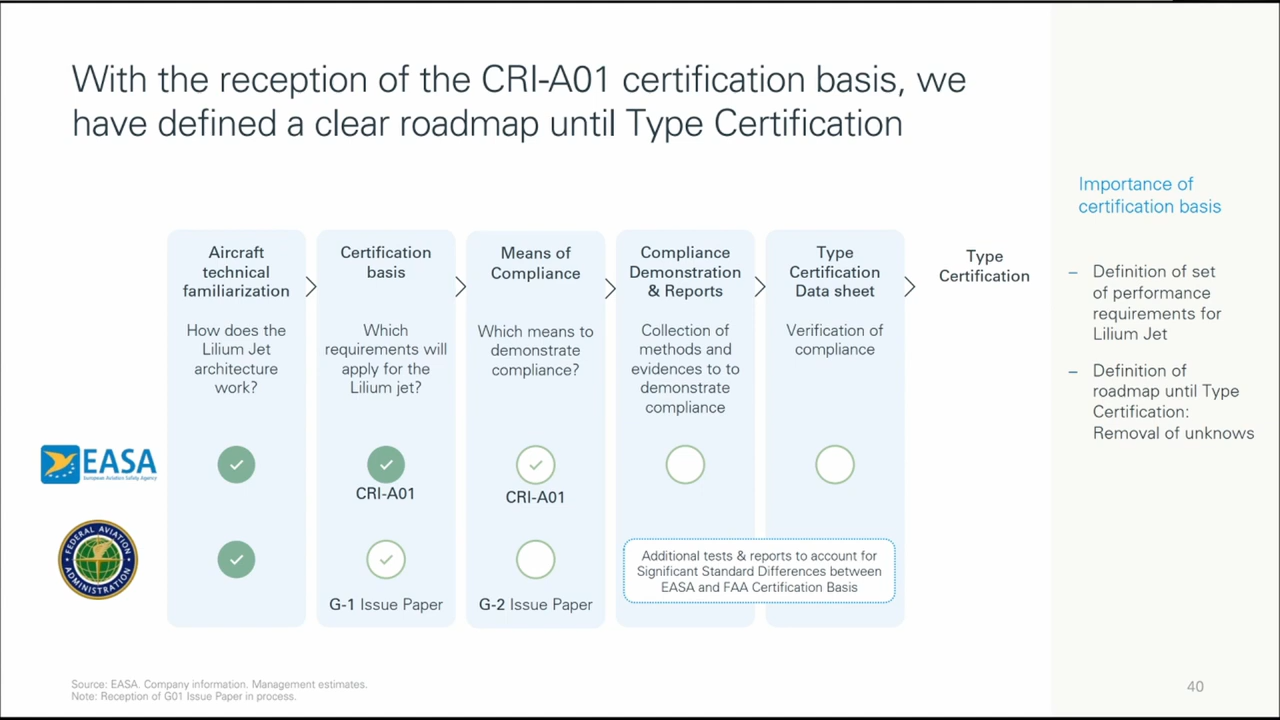 With the reception of the CRI-A01 certification basis, we
have defined a clear roadmap until Type Certification
Importance of
certification basis
– Definition of set
of performance
requirements for
Lilium Jet
– Definition of
roadmap until Type
Certification:
Removal of unknows
Aircraft
technical
familiarization
How does the
Lilium Jet
architecture
work?
Certification
basis
Which
requirements will
apply for the
Lilium jet?
Means of
Compliance
Which means to
demonstrate
compliance?
Compliance
Demonstration
& Reports
Collection of
methods and
evidences to to
demonstrate
compliance
Type
Certification
Data sheet
Verification of
compliance
Type
Certification
EASA
European Aviation Safety Agency
CRI-A01
CRI-A01
FEDERAL AVIATION
ADMINISTRATION
G-1 Issue Paper
G-2 Issue Paper
Additional tests & reports to account for
Significant Standard Differences between
EASA and FAA Certification Basis
Source: EASA. Company information. Management estimates.
Note: Reception of G01 Issue Paper in process.
40